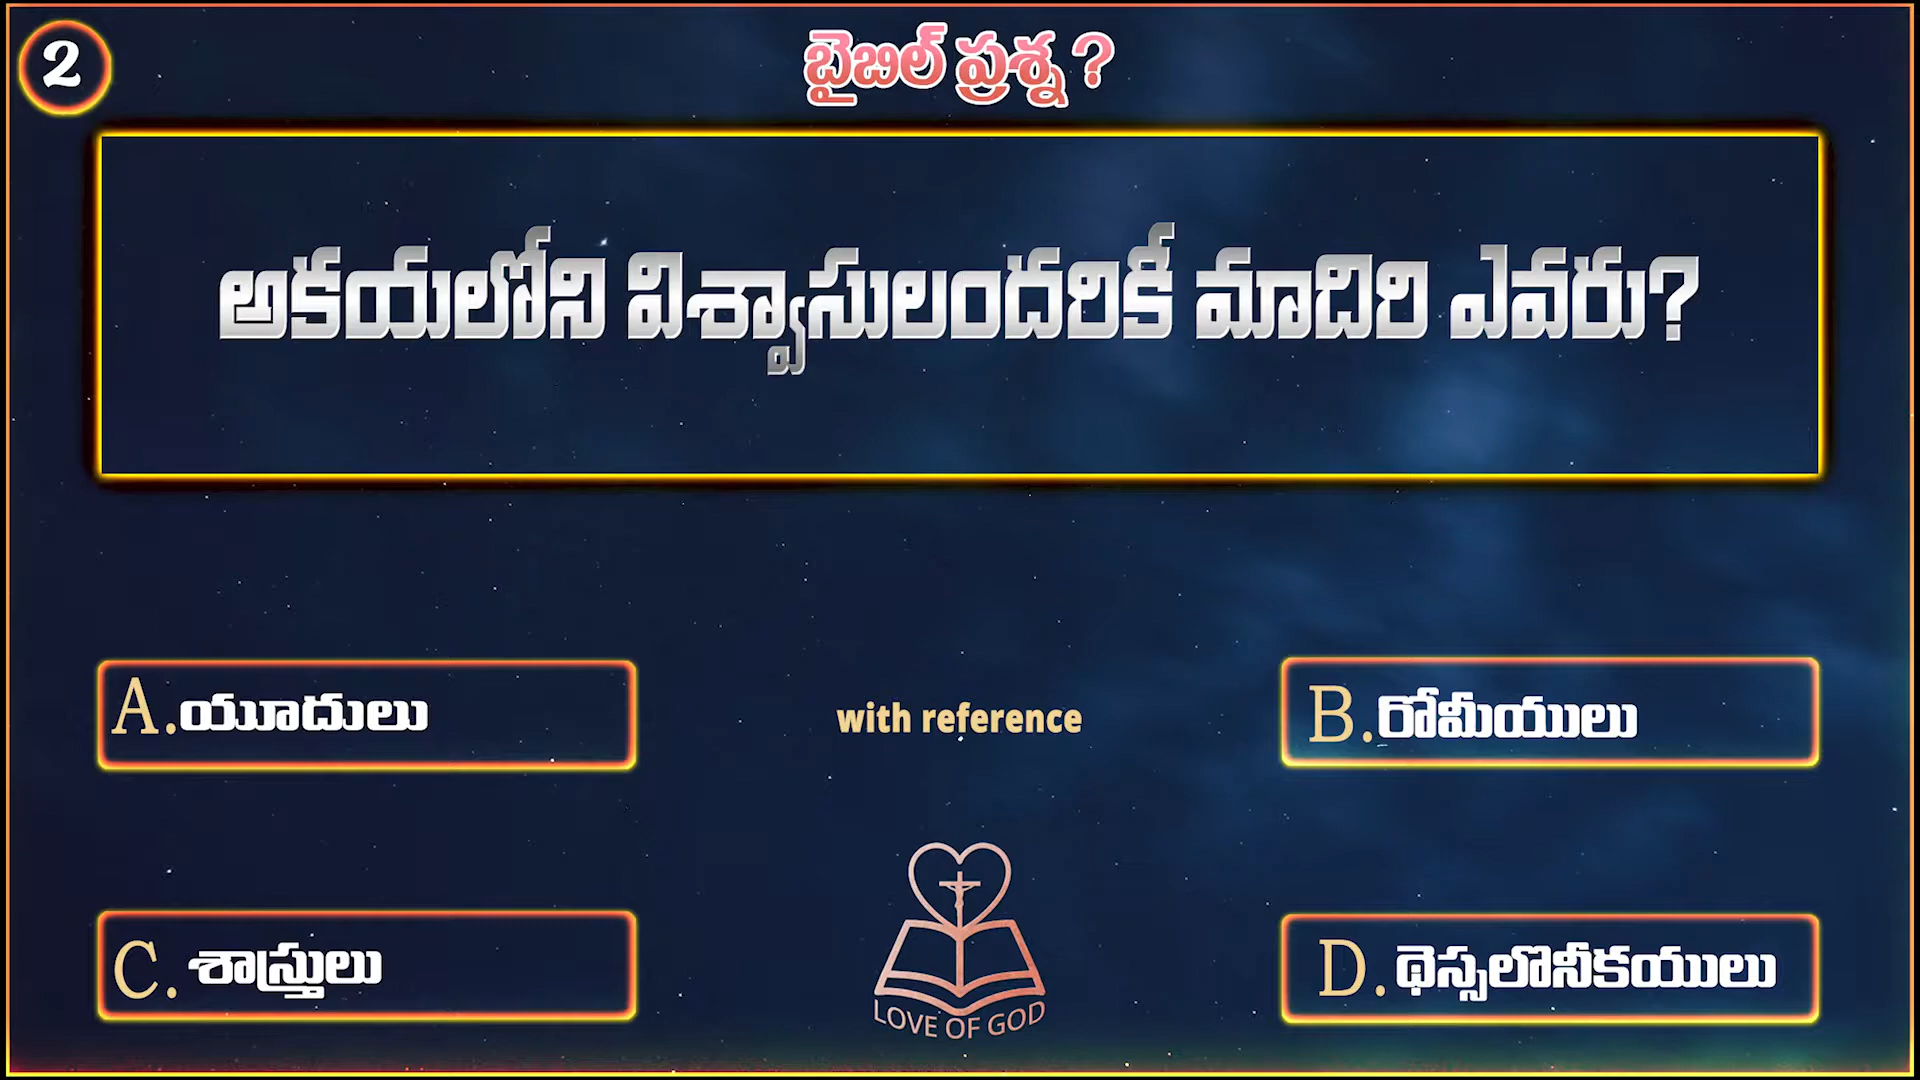 2
బైబిల్ ప్రశ్న ?
అకయలోని విశ్వాసులందరికీ మాదిరి ఎవరు?
A.యూదులు
with reference
B.రోమీయులు
C. శాస్త్రులు
D. థెస్సలొనీకయులు
LOVE OF GOD